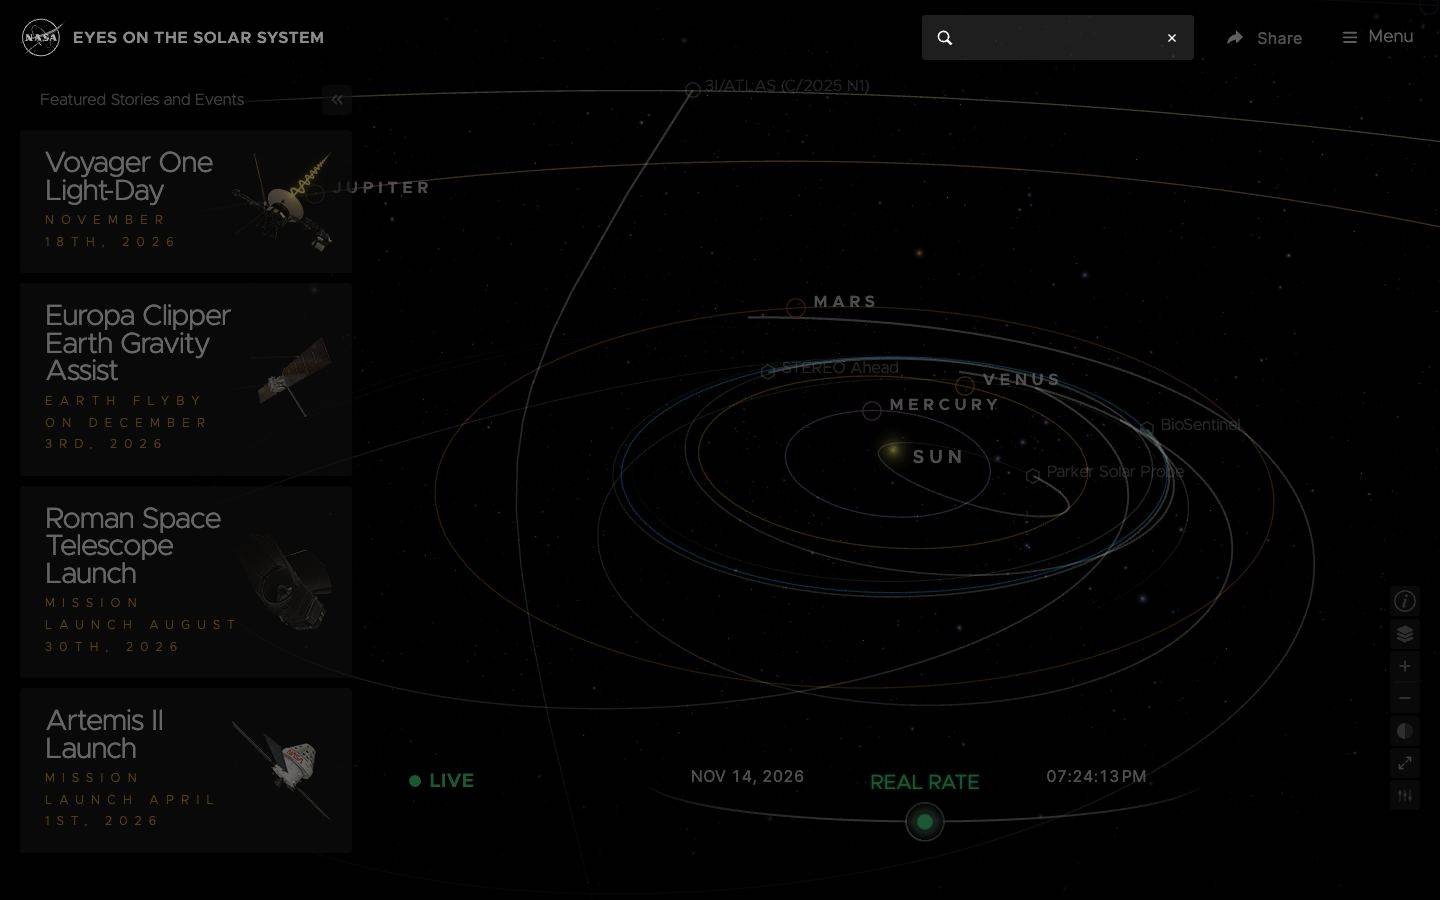 NASA
EYES ON THE SOLAR SYSTEM
Share
Menu
Featured Stories and Events
3I/ATLAS (C/2025 N1)
Voyager One
Light-Day
NOVEMBER
18TH, 2026
JUPITER
Europa Clipper
Earth Gravity
Assist
EARTH FLYBY
ON DECEMBER
3RD, 2026
MARS
STEREO Ahead
VENUS
MERCURY
BioSentinel
SUN
Parker Solar Probe
Roman Space
Telescope
Launch
MISSION
LAUNCH AUGUST
30TH, 2026
Artemis II
Launch
MISSION
LAUNCH APRIL
1ST, 2026
LIVE
NOV 14, 2026
REAL RATE
07:24:13 PM